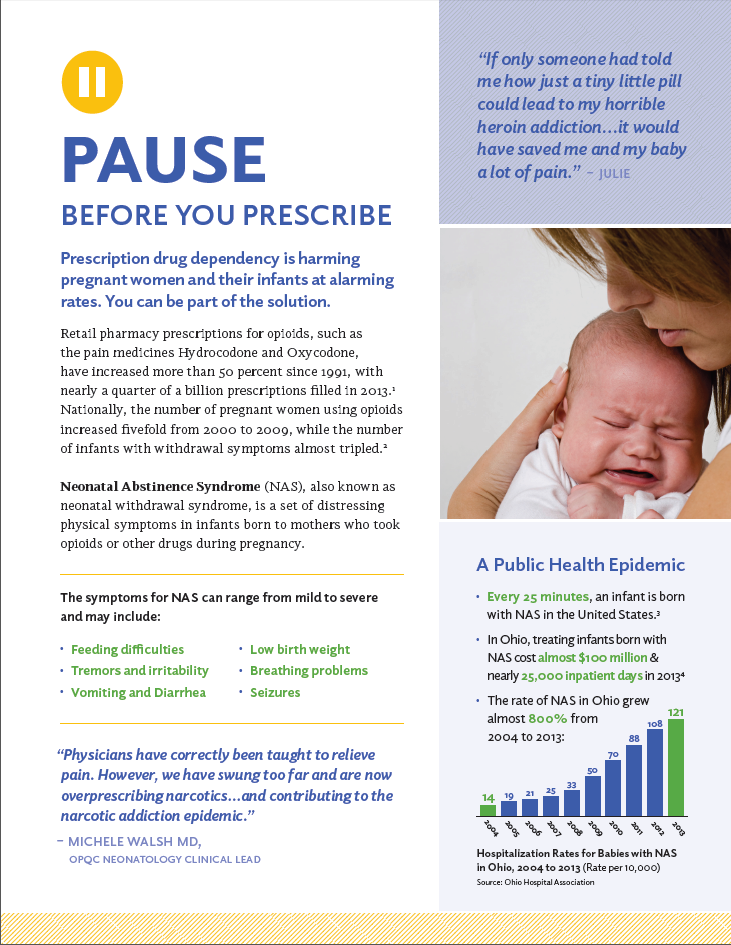 PAUSE
BEFORE YOU PRESCRIBE
Prescription drug dependency is harming
pregnant women and their infants at alarming
rates. You can be part of the solution.
Retail pharmacy prescriptions for opioids, such as
the pain medicines Hydrocodone and Oxycodone,
have increased more than 50 percent since 1991, with
nearly a quarter of a billion prescriptions filled in 2013.¹
Nationally, the number of pregnant women using opioids
increased fivefold from 2000 to 2009, while the number
of infants with withdrawal symptoms almost tripled.²
Neonatal Abstinence Syndrome (NAS), also known as
neonatal withdrawal syndrome, is a set of distressing
physical symptoms in infants born to mothers who took
opioids or other drugs during pregnancy.
The symptoms for NAS can range from mild to severe
and may include:
• Feeding difficulties
• Tremors and irritability
• Vomiting and Diarrhea
• Low birth weight
• Breathing problems
• Seizures
“Physicians have correctly been taught to relieve
pain. However, we have swung too far and are now
overprescribing narcotics...and contributing to the
narcotic addiction epidemic.”
– MICHELE WALSH MD,
OPQC NEONATOLOGY CLINICAL LEAD
“If only someone had told
me how just a tiny little pill
could lead to my horrible
heroin addiction...it would
have saved me and my baby
a lot of pain.” – JULIE
A Public Health Epidemic
• Every 25 minutes, an infant is born
with NAS in the United States.³
• In Ohio, treating infants born with
NAS cost almost $100 million &
nearly 25,000 inpatient days in 2013⁴
• The rate of NAS in Ohio grew
almost 800% from
2004 to 2013:
14 19 21 25 33 50 70 88 108 121
2004 2005 2006 2007 2008 2009 2010 2011 2012 2013
Hospitalization Rates for Babies with NAS
in Ohio, 2004 to 2013 (Rate per 10,000)
Source: Ohio Hospital Association